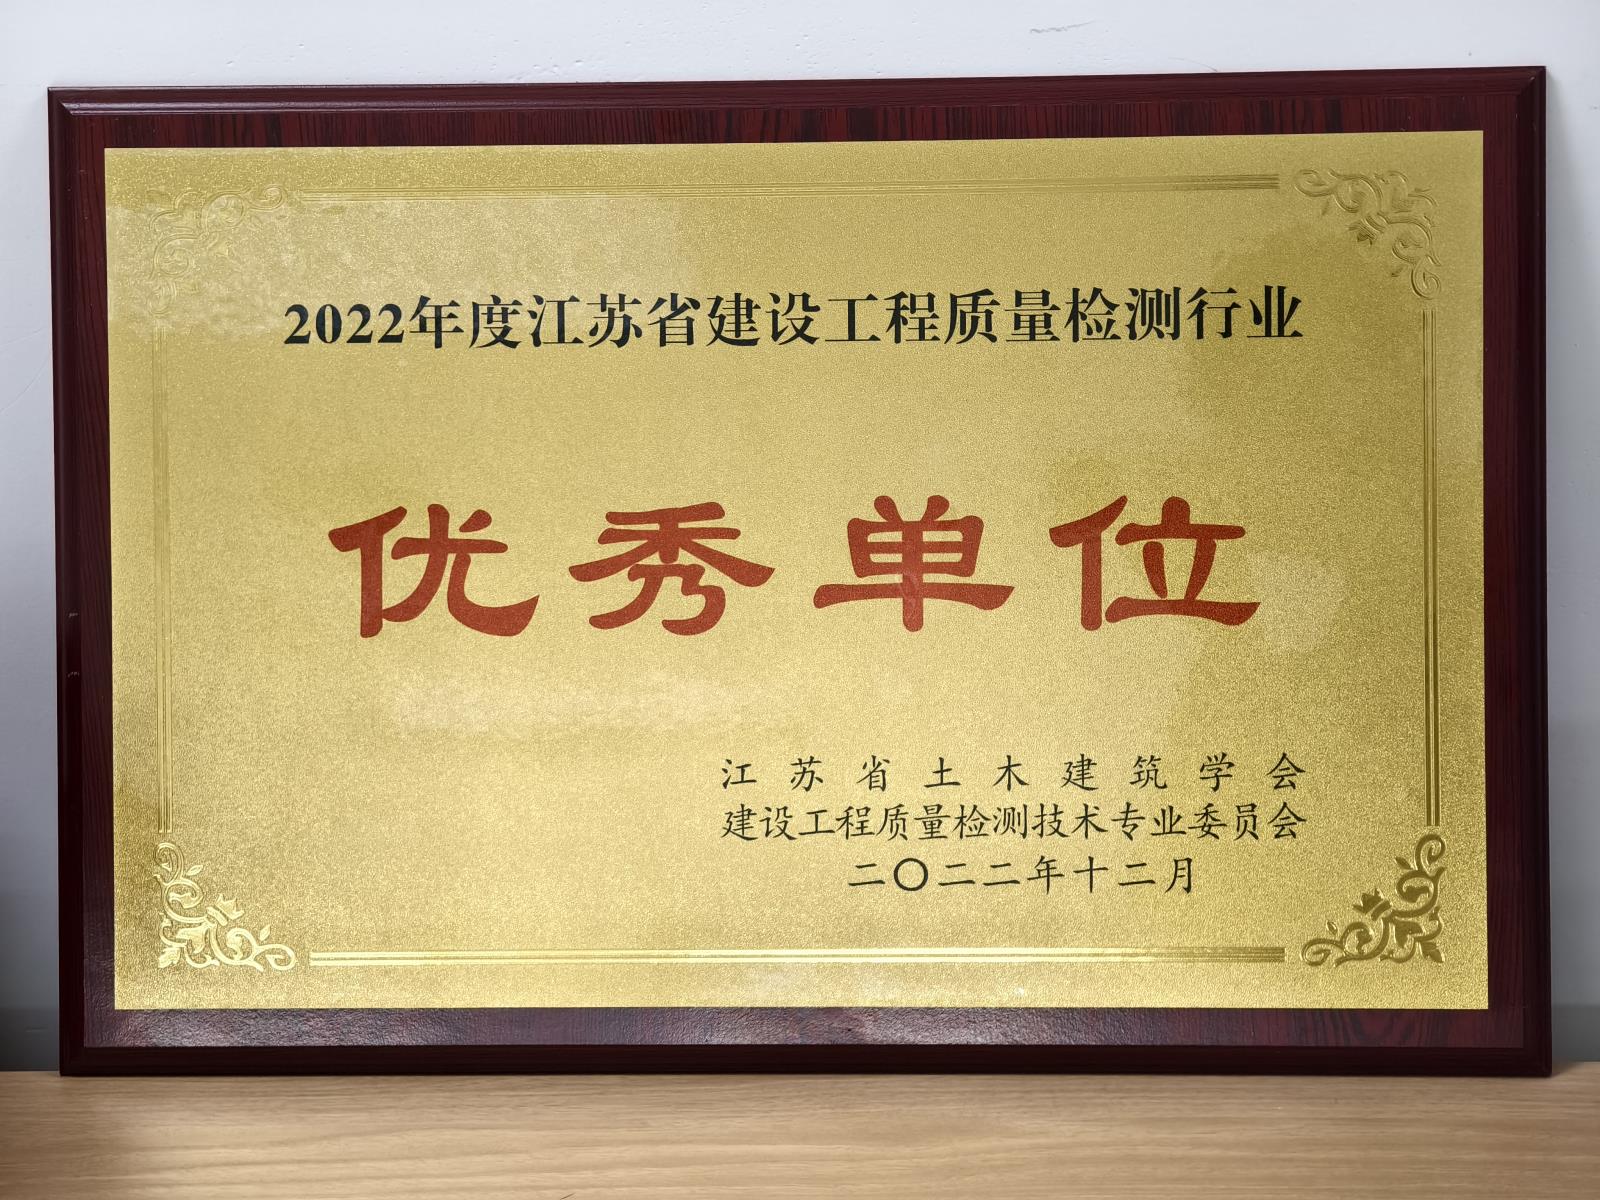 2022年度江苏省建设工程质量检测行业
优秀单位
江苏省土木建筑学会
建设工程质量检测技术专业委员会
二〇二二年十二月